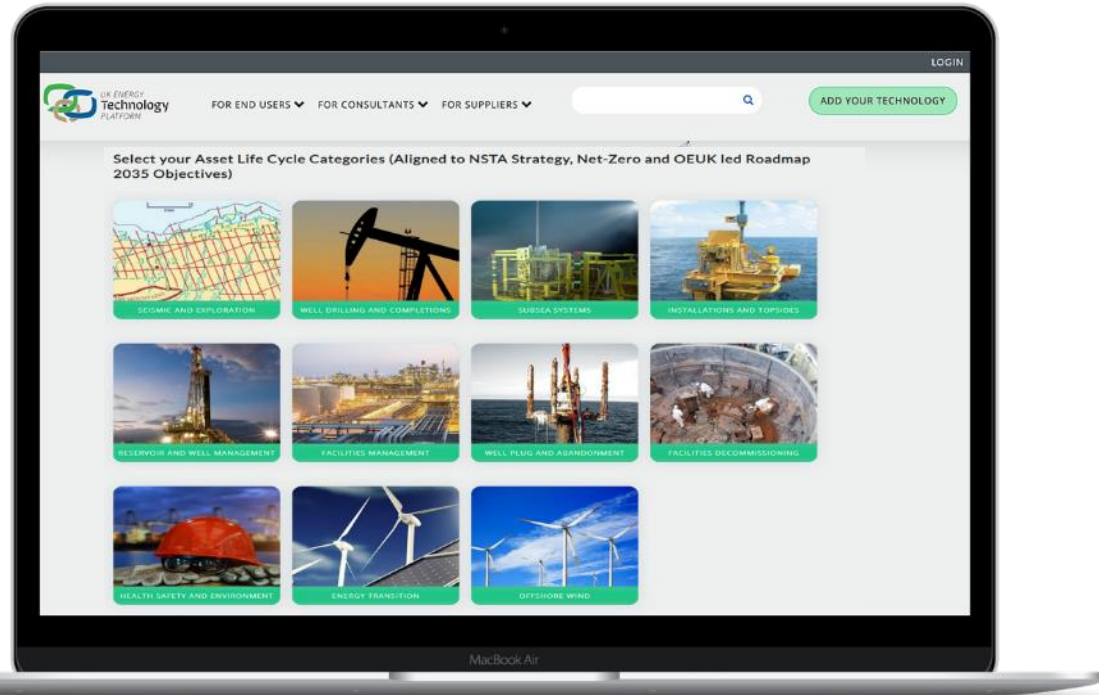 LOGIN
UK ENERGY
Technology
PLATFORM
FOR END USERS
FOR CONSULTANTS
FOR SUPPLIERS
ADD YOUR TECHNOLOGY
Select your Asset Life Cycle Categories (Aligned to NSTA Strategy, Net-Zero and OEUK led Roadmap
2035 Objectives)
SEISMIC AND EXPLORATION
WELL DRILLING AND COMPLETIONS
SUBSEA SYSTEMS
INSTALLATIONS AND TOPSIDES
RESERVOIR AND WELL MANAGEMENT
FACILITIES MANAGEMENT
WELL PLUG AND ABANDONMENT
FACILITIES DECOMMISSIONING
HEALTH SAFETY AND ENVIRONMENT
ENERGY TRANSITION
OFFSHORE WIND
MacBook Air